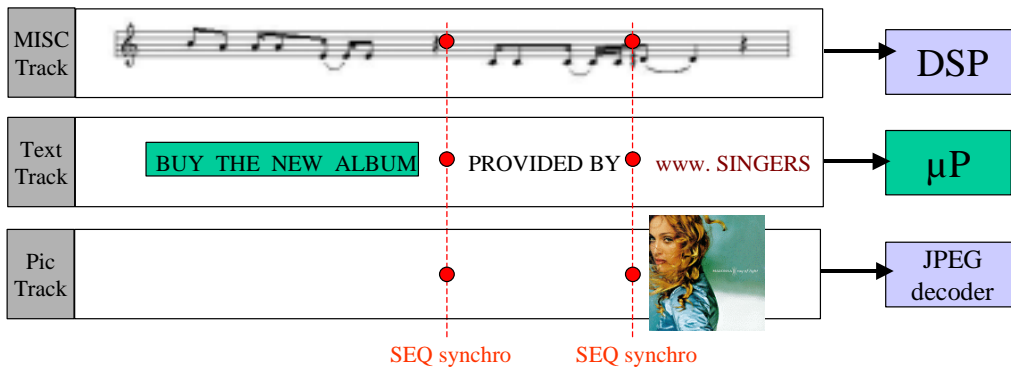 MISC
Track
DSP
Text
Track
BUY THE NEW ALBUM
PROVIDED BY
www. SINGERS
µP
Pic
Track
JPEG
decoder
SEQ synchro
SEQ synchro